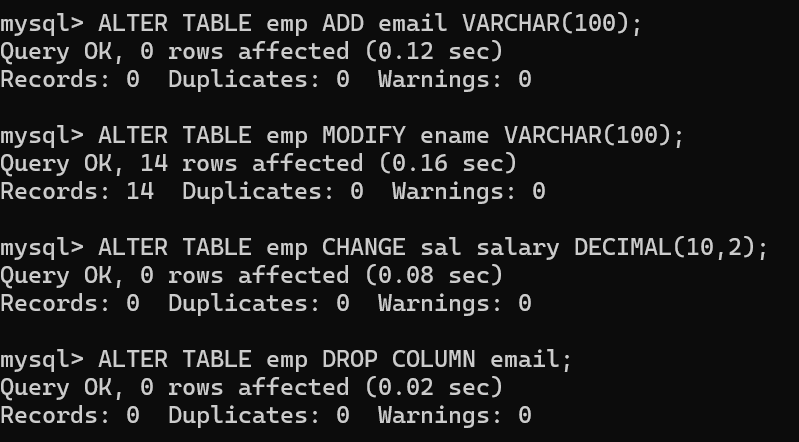 mysql> ALTER TABLE emp ADD email VARCHAR(100);
Query OK, 0 rows affected (0.12 sec)
Records: 0  Duplicates: 0  Warnings: 0

mysql> ALTER TABLE emp MODIFY ename VARCHAR(100);
Query OK, 14 rows affected (0.16 sec)
Records: 14  Duplicates: 0  Warnings: 0

mysql> ALTER TABLE emp CHANGE sal salary DECIMAL(10,2);
Query OK, 0 rows affected (0.08 sec)
Records: 0  Duplicates: 0  Warnings: 0

mysql> ALTER TABLE emp DROP COLUMN email;
Query OK, 0 rows affected (0.02 sec)
Records: 0  Duplicates: 0  Warnings: 0